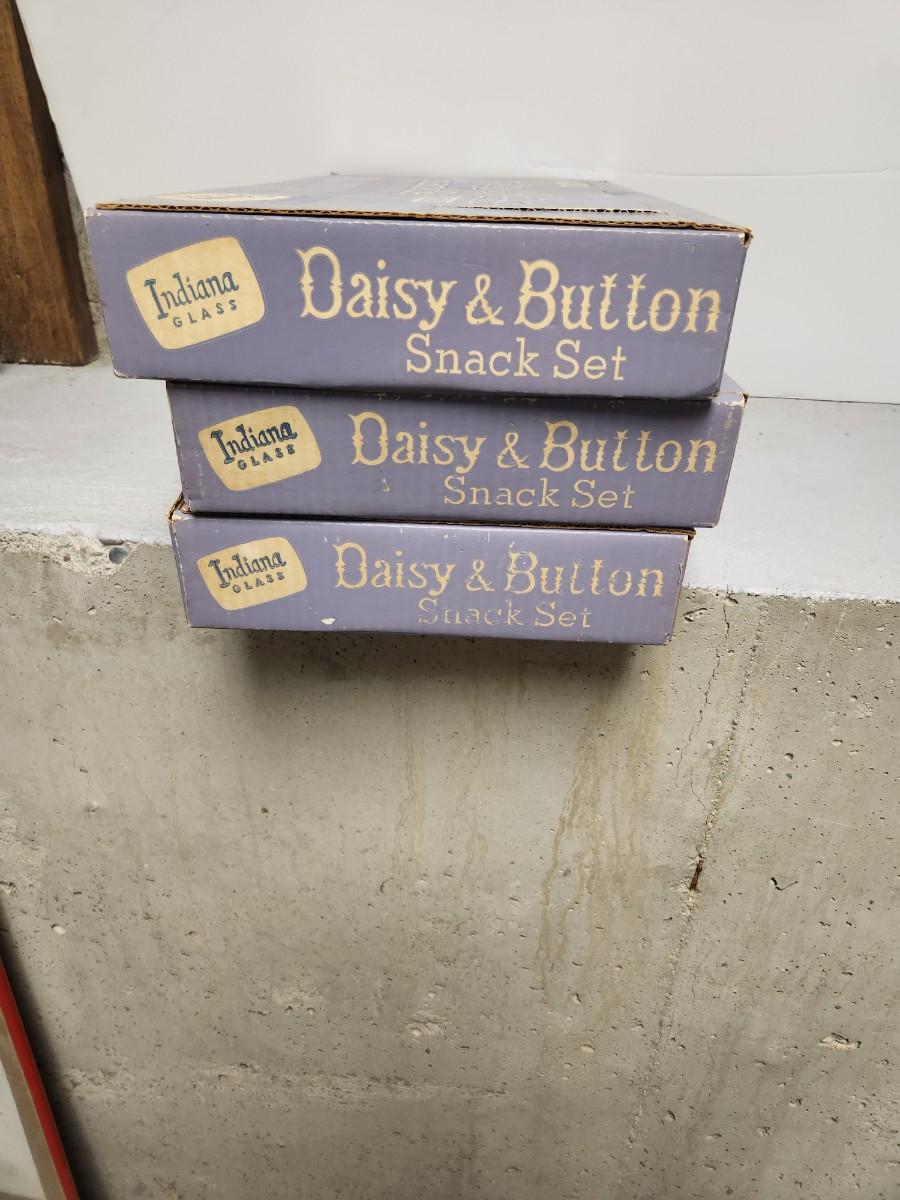 Indiana
GLASS
Daisy & Button
Snack Set
Indiana
GLASS
Daisy & Button
Snack Set
Indiana
GLASS
Daisy & Button
Snack Set